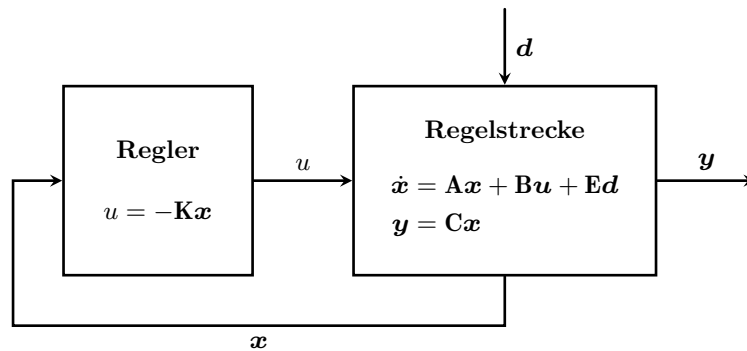 d
Regelstrecke
Regler
u
y
ẋ = Ax + Bu + Ed
u = −Kx
y = Cx
x